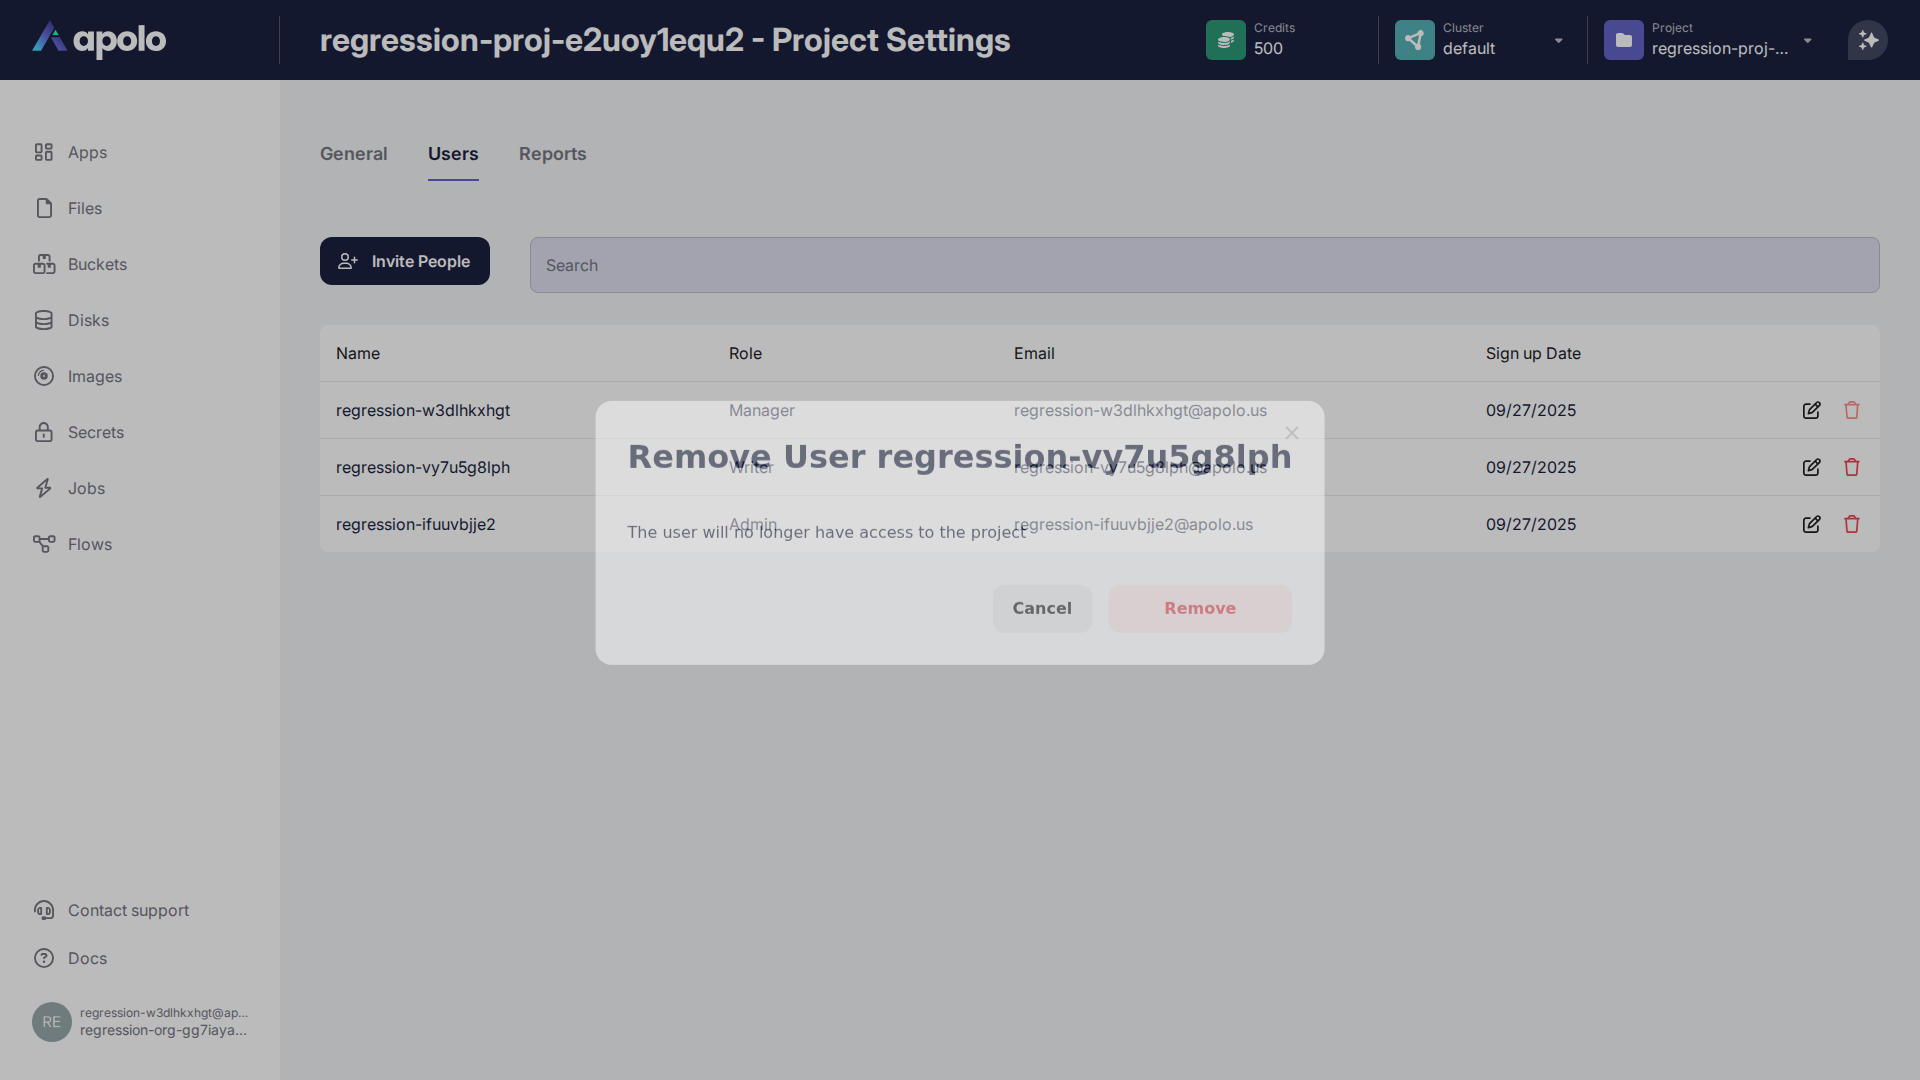 apolo
regression-proj-e2uoy1equ2 - Project Settings
Credits
500
Cluster
default
Project
regression-proj-...
Apps
Files
Buckets
Disks
Images
Secrets
Jobs
Flows
General
Users
Reports
Invite People
Search
Name
Role
Email
Sign up Date
regression-w3dlhkxhgt
Manager
regression-w3dlhkxhgt@apolo.us
09/27/2025
regression-vy7u5g8lph
Writer
regression-vy7u5g8lph@apolo.us
09/27/2025
regression-ifuuvbjje2
Admin
regression-ifuuvbjje2@apolo.us
09/27/2025
Remove User regression-vy7u5g8lph
The user will no longer have access to the project
Cancel
Remove
Contact support
Docs
RE
regression-w3dlhkxhgt@ap...
regression-org-gg7iaya...